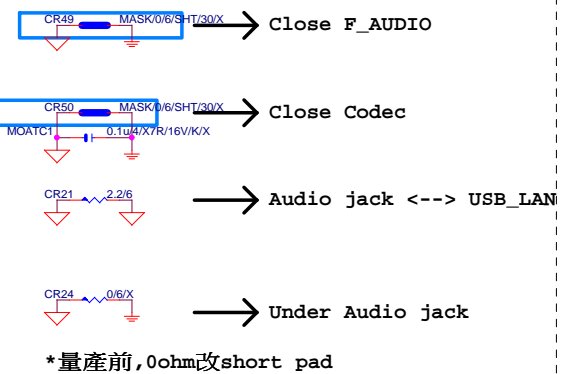 CR49 MASK/0/6/SHT/30/X Close F_AUDIO
CR50 MASK/0/6/SHT/30/X Close Codec
MOATC1 0.1u/4/X7R/16V/K/X
CR21 2.2/6 Audio jack <--> USB_LAN
CR24 0/6/X Under Audio jack
*量產前,0ohm改short pad